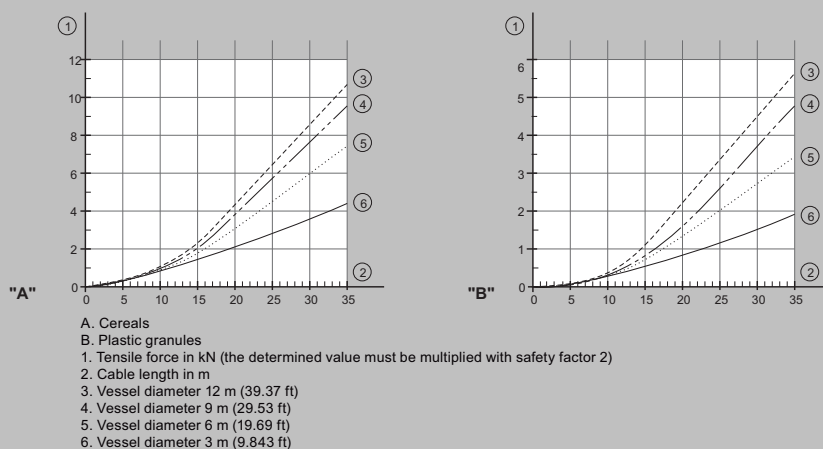 1
12
10
8
6
4
2
0
3
4
5
6
2
0 5 10 15 20 25 30 35
"A"
1
6
5
4
3
2
1
0
3
4
5
6
2
0 5 10 15 20 25 30 35
"B"
A. Cereals
B. Plastic granules
1. Tensile force in kN (the determined value must be multiplied with safety factor 2)
2. Cable length in m
3. Vessel diameter 12 m (39.37 ft)
4. Vessel diameter 9 m (29.53 ft)
5. Vessel diameter 6 m (19.69 ft)
6. Vessel diameter 3 m (9.843 ft)